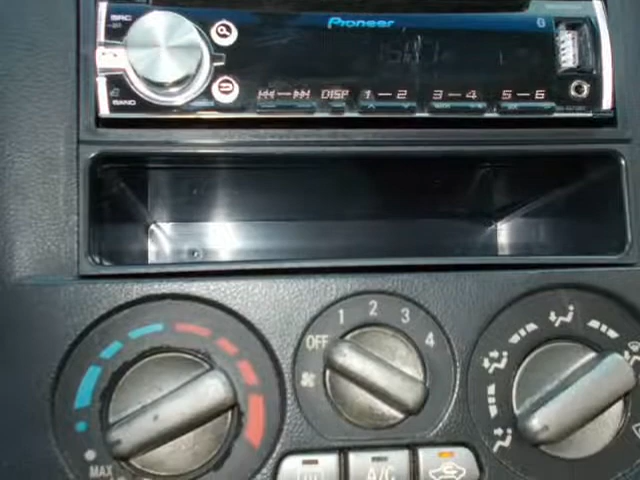 SRC
Pioneer
BAND
DISP 1 – 2 3 – 4 5 – 6
1 2 3 4
OFF
MAX
A/C